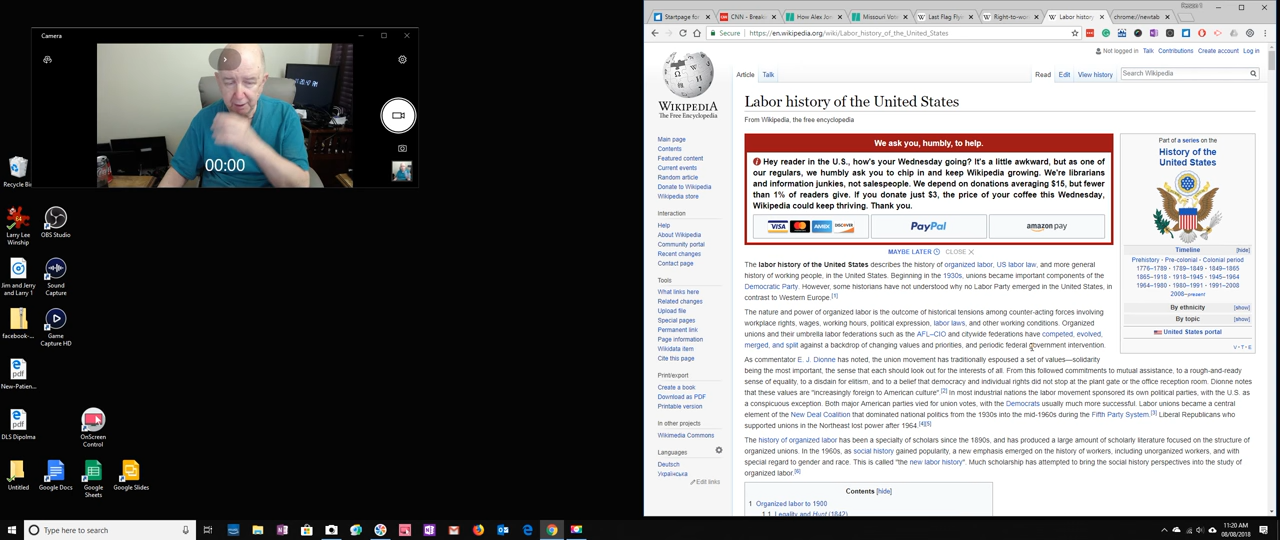 Camera
00:00
Recycle Bin
Larry Lee
Winship
OBS Studio
Jim and Jerry
and Larry 1
Sound
Capture
facebook-...
Game
Capture HD
New-Patien...
DLS Dipolma
OnScreen
Control
Untitled
Google Docs
Google
Sheets
Google Slides
Type here to search
Startpage for
CNN - Break
How Alex Jon
Missouri Vot
Last Flag Flyi
Right-to-wo
Labor histor
chrome://newtab
Secure
https://en.wikipedia.org/wiki/Labor_history_of_the_United_States
WIKIPEDIA
The Free Encyclopedia
Main page
Contents
Featured content
Current events
Random article
Donate to Wikipedia
Wikipedia store
Interaction
Help
About Wikipedia
Community portal
Recent changes
Contact page
Tools
What links here
Related changes
Upload file
Special pages
Permanent link
Page information
Wikidata item
Cite this page
Print/export
Create a book
Download as PDF
Printable version
In other projects
Wikimedia Commons
Languages
Deutsch
Українська
Edit links
Not logged in Talk Contributions Create account Log in
Article Talk Read Edit View history Search Wikipedia
Labor history of the United States
From Wikipedia, the free encyclopedia
We ask you, humbly, to help.
Hey reader in the U.S., how's your Wednesday going? It's a little awkward, but as one of
our regulars, we humbly ask you to chip in and keep Wikipedia growing. We're librarians
and information junkies, not salespeople. We depend on donations averaging $15, but fewer
than 1% of readers give. If you donate just $3, the price of your coffee this Wednesday,
Wikipedia could keep thriving. Thank you.
VISA AMEX DISCOVER PayPal amazon pay
MAYBE LATER CLOSE
The labor history of the United States describes the history of organized labor, US labor law, and more general
history of working people, in the United States. Beginning in the 1930s, unions became important components of the
Democratic Party. However, some historians have not understood why no Labor Party emerged in the United States, in
contrast to Western Europe.[1]
The nature and power of organized labor is the outcome of historical tensions among counter-acting forces involving
workplace rights, wages, working hours, political expression, labor laws, and other working conditions. Organized
unions and their umbrella labor federations such as the AFL–CIO and citywide federations have competed, evolved,
merged, and split against a backdrop of changing values and priorities, and periodic federal government intervention.
As commentator E. J. Dionne has noted, the union movement has traditionally espoused a set of values—solidarity
being the most important, the sense that each should look out for the interests of all. From this followed commitments to mutual assistance, to a rough-and-ready
sense of equality, to a disdain for elitism, and to a belief that democracy and individual rights did not stop at the plant gate or the office reception room. Dionne notes
that these values are "increasingly foreign to American culture".[2] In most industrial nations the labor movement sponsored its own political parties, with the U.S. as
a conspicuous exception. Both major American parties vied for union votes, with the Democrats usually much more successful. Labor unions became a central
element of the New Deal Coalition that dominated national politics from the 1930s into the mid-1960s during the Fifth Party System.[3] Liberal Republicans who
supported unions in the Northeast lost power after 1964.[4][5]
The history of organized labor has been a specialty of scholars since the 1890s, and has produced a large amount of scholarly literature focused on the structure of
organized unions. In the 1960s, as social history gained popularity, a new emphasis emerged on the history of workers, including unorganized workers, and with
special regard to gender and race. This is called "the new labor history". Much scholarship has attempted to bring the social history perspectives into the study of
organized labor.[6]
Contents [hide]
1 Organized labor to 1900
1.1 Legality and Hunt (1842)
Part of a series on the
History of the
United States
Timeline [hide]
Prehistory · Pre-colonial · Colonial period
1776–1789 · 1789–1849 · 1849–1865
1865–1918 · 1918–1945 · 1945–1964
1964–1980 · 1980–1991 · 1991–2008
2008–present
By ethnicity [show]
By topic [show]
United States portal
V · T · E
11:20 AM
08/08/2018